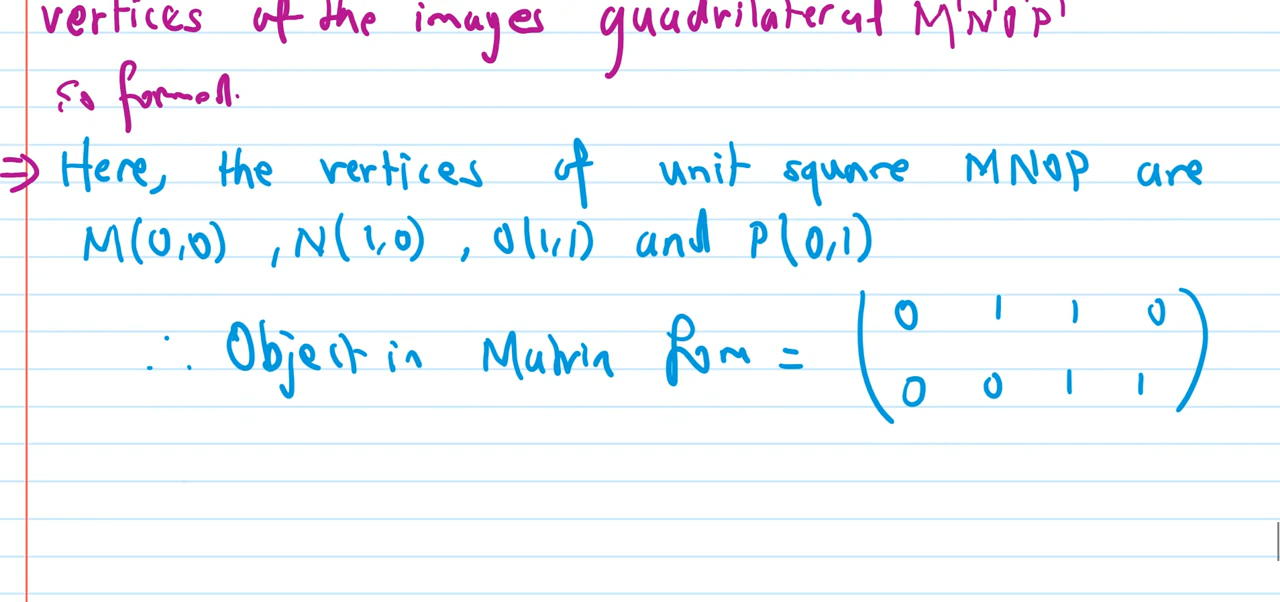 vertices of the images quadrilateral M'N'O'P'
so formed.
⇒ Here, the vertices of unit square MNOP are
M(0,0) , N(1,0) , O(1,1) and P(0,1)
∴ Object in Matrix form = ( 0 1 1 0
0 0 1 1 )